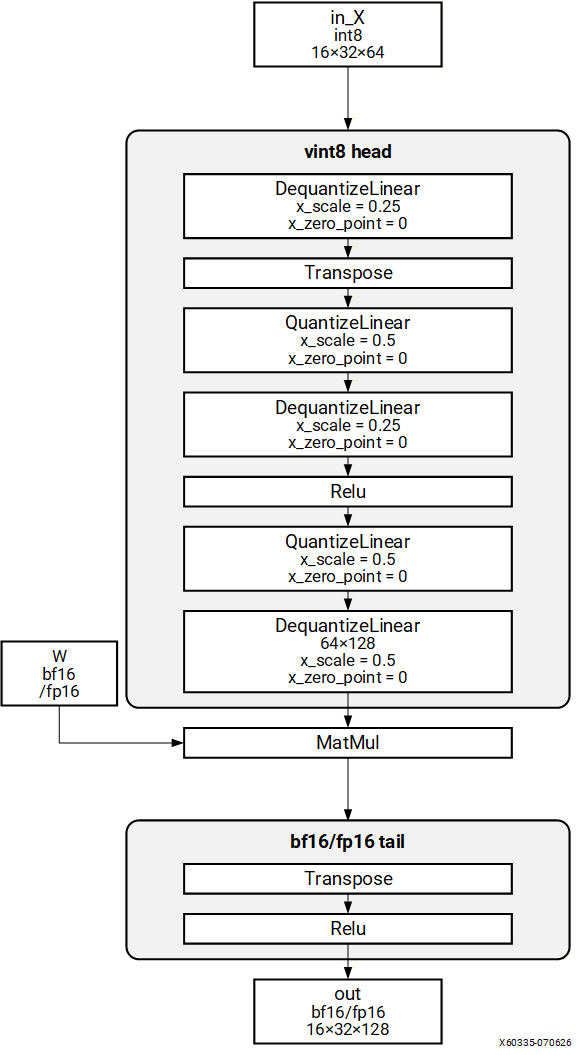 in_X
int8
16×32×64
vint8 head
DequantizeLinear
x_scale = 0.25
x_zero_point = 0
Transpose
QuantizeLinear
x_scale = 0.5
x_zero_point = 0
DequantizeLinear
x_scale = 0.25
x_zero_point = 0
Relu
QuantizeLinear
x_scale = 0.5
x_zero_point = 0
DequantizeLinear
64×128
x_scale = 0.5
x_zero_point = 0
W
bf16
/fp16
MatMul
bf16/fp16 tail
Transpose
Relu
out
bf16/fp16
16×32×128
X60335-070626